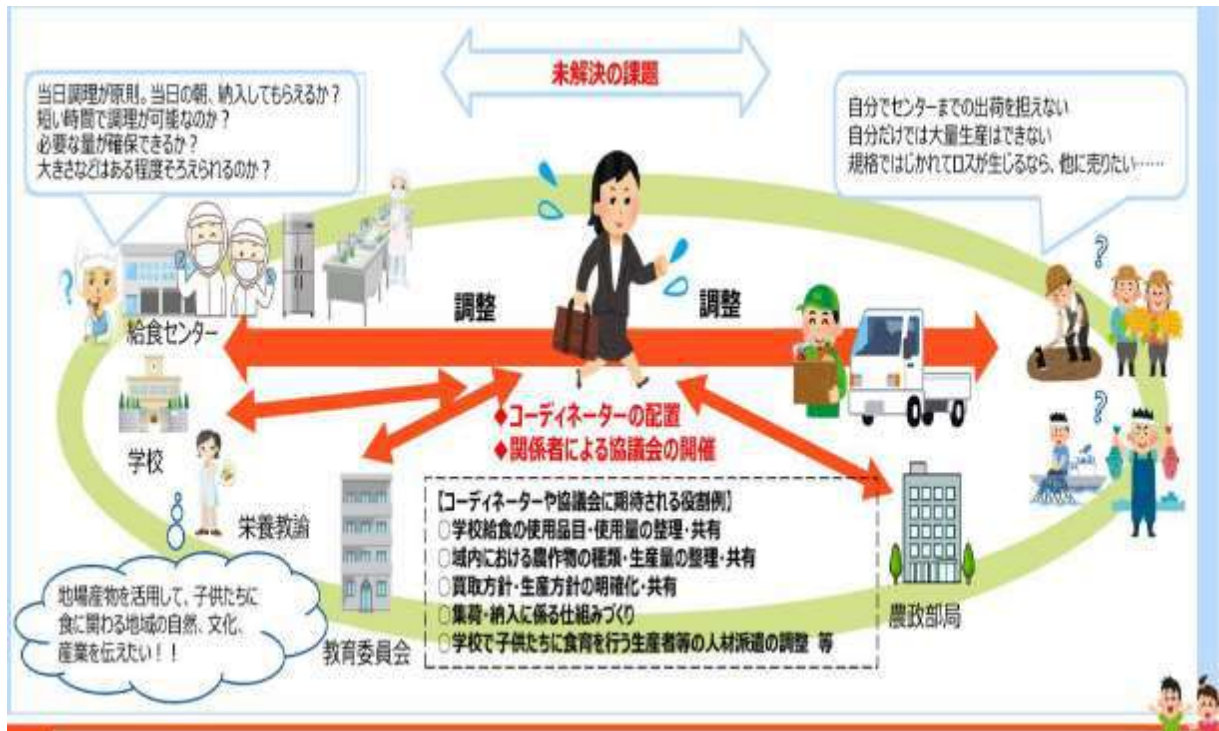 未解決の課題
当日調理が原則。当日の朝、納入してもらえるか？
短い時間で調理が可能なのか？
必要な量が確保できるか？
大きさなどはある程度そろえられるのか？
自分でセンターまでの出荷を担えない
自分だけでは大量生産はできない
規格ではじかれてロスが生じるなら、他に売りたい……
?
?
?
給食センター
調整
調整
学校
栄養教諭
◆コーディネーターの配置
◆関係者による協議会の開催
地場産物を活用して、子供たちに
食に関わる地域の自然、文化、
産業を伝えたい！！
教育委員会
【コーディネーターや協議会に期待される役割例】
○学校給食の使用品目・使用量の整理・共有
○域内における農作物の種類・生産量の整理・共有
○買取方針・生産方針の明確化・共有
○集荷・納入に係る仕組みづくり
○学校で子供たちに食育を行う生産者等の人材派遣の調整 等
農政部局